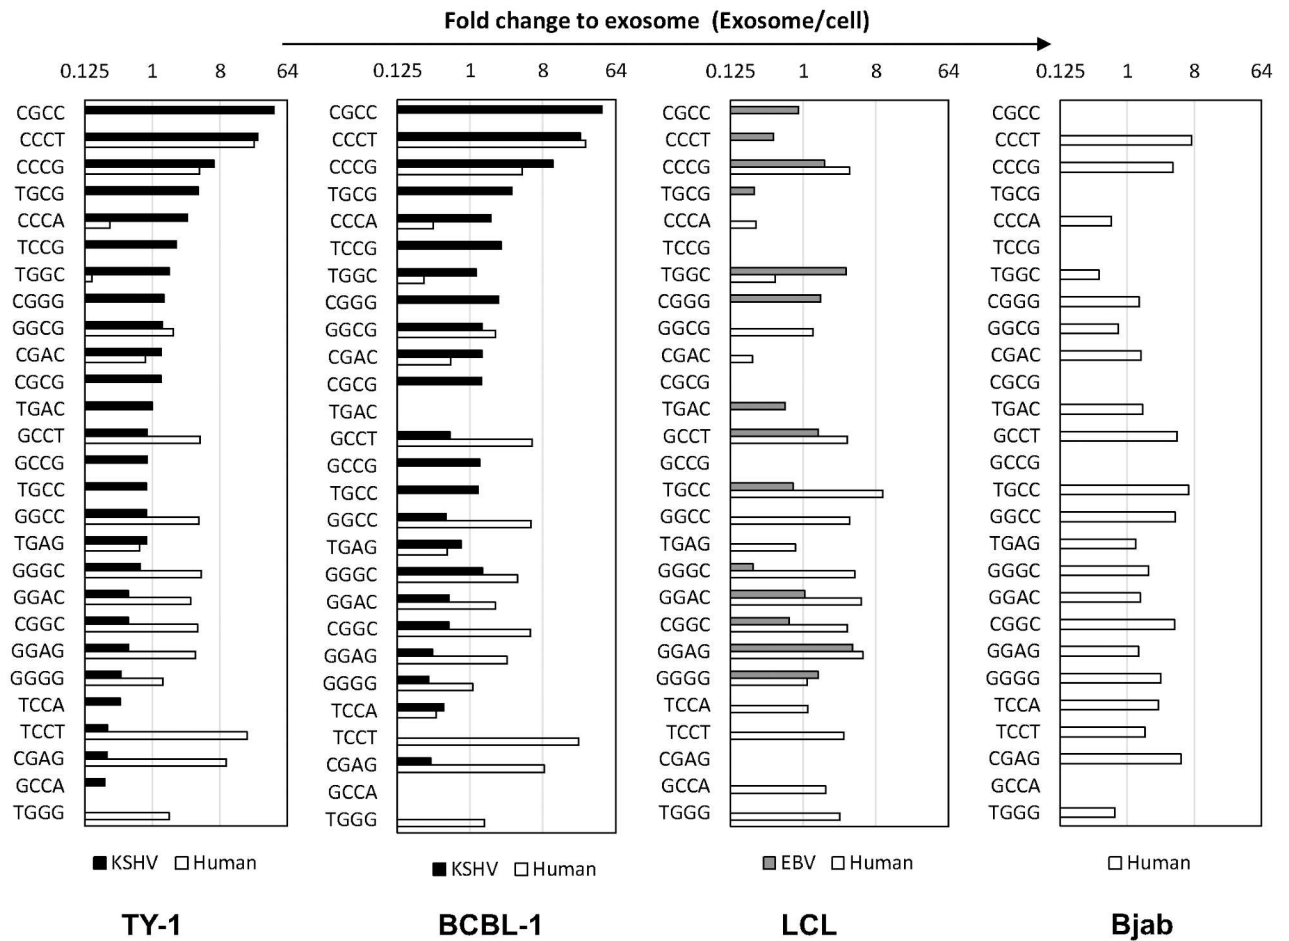 Fold change to exosome (Exosome/cell)
0.125 1 8 64
CGCC
CCCT
CCCG
TGCG
CCCA
TCCG
TGGC
CGGG
GGCG
CGAC
CGCG
TGAC
GCCT
GCCG
TGCC
GGCC
TGAG
GGGC
GGAC
CGGC
GGAG
GGGG
TCCA
TCCT
CGAG
GCCA
TGGG
KSHV Human
TY-1
0.125 1 8 64
CGCC
CCCT
CCCG
TGCG
CCCA
TCCG
TGGC
CGGG
GGCG
CGAC
CGCG
TGAC
GCCT
GCCG
TGCC
GGCC
TGAG
GGGC
GGAC
CGGC
GGAG
GGGG
TCCA
TCCT
CGAG
GCCA
TGGG
KSHV Human
BCBL-1
0.125 1 8 64
CGCC
CCCT
CCCG
TGCG
CCCA
TCCG
TGGC
CGGG
GGCG
CGAC
CGCG
TGAC
GCCT
GCCG
TGCC
GGCC
TGAG
GGGC
GGAC
CGGC
GGAG
GGGG
TCCA
TCCT
CGAG
GCCA
TGGG
EBV Human
LCL
0.125 1 8 64
CGCC
CCCT
CCCG
TGCG
CCCA
TCCG
TGGC
CGGG
GGCG
CGAC
CGCG
TGAC
GCCT
GCCG
TGCC
GGCC
TGAG
GGGC
GGAC
CGGC
GGAG
GGGG
TCCA
TCCT
CGAG
GCCA
TGGG
Human
Bjab